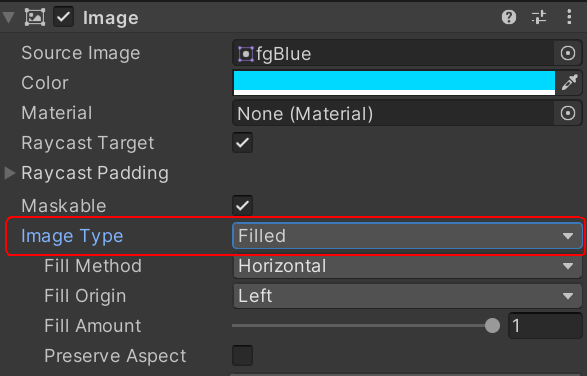 Image
Source Image fgBlue
Color
Material None (Material)
Raycast Target
Raycast Padding
Maskable
Image Type Filled
Fill Method Horizontal
Fill Origin Left
Fill Amount 1
Preserve Aspect